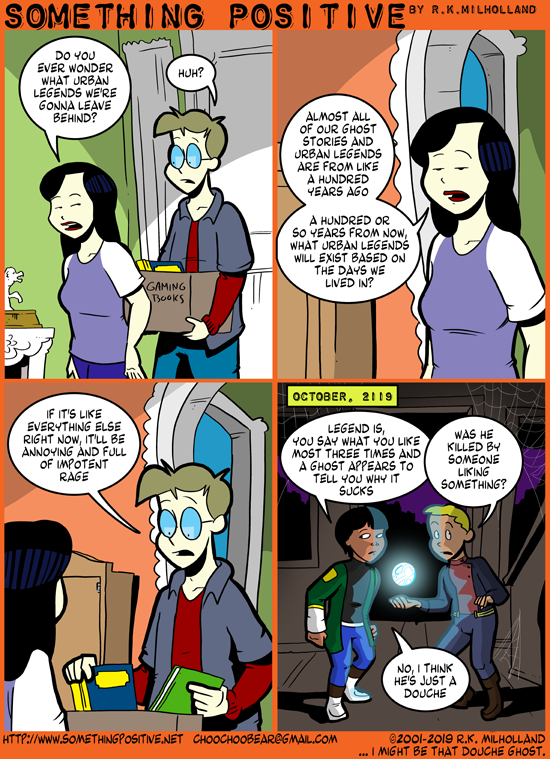 SOMETHING POSITIVE BY R.K.MILHOLLAND
DO YOU
EVER WONDER
WHAT URBAN
LEGENDS WE'RE
GONNA LEAVE
BEHIND?
HUH?
GAMING
BOOKS
ALMOST ALL
OF OUR GHOST
STORIES AND
URBAN LEGENDS
ARE FROM LIKE
A HUNDRED
YEARS AGO
A HUNDRED OR
SO YEARS FROM NOW,
WHAT URBAN LEGENDS
WILL EXIST BASED ON
THE DAYS WE
LIVED IN?
IF IT'S LIKE
EVERYTHING ELSE
RIGHT NOW, IT'LL BE
ANNOYING AND FULL
OF IMPOTENT
RAGE
OCTOBER, 2119
LEGEND IS,
YOU SAY WHAT YOU LIKE
MOST THREE TIMES AND
A GHOST APPEARS TO
TELL YOU WHY IT
SUCKS
WAS HE
KILLED BY
SOMEONE
LIKING
SOMETHING?
NO, I THINK
HE'S JUST A
DOUCHE
HTTP://WWW.SOMETHINGPOSITIVE.NET CHOOCHOOBEAR@GMAIL.COM ©2001-2019 R.K. MILHOLLAND
... I MIGHT BE THAT DOUCHE GHOST.